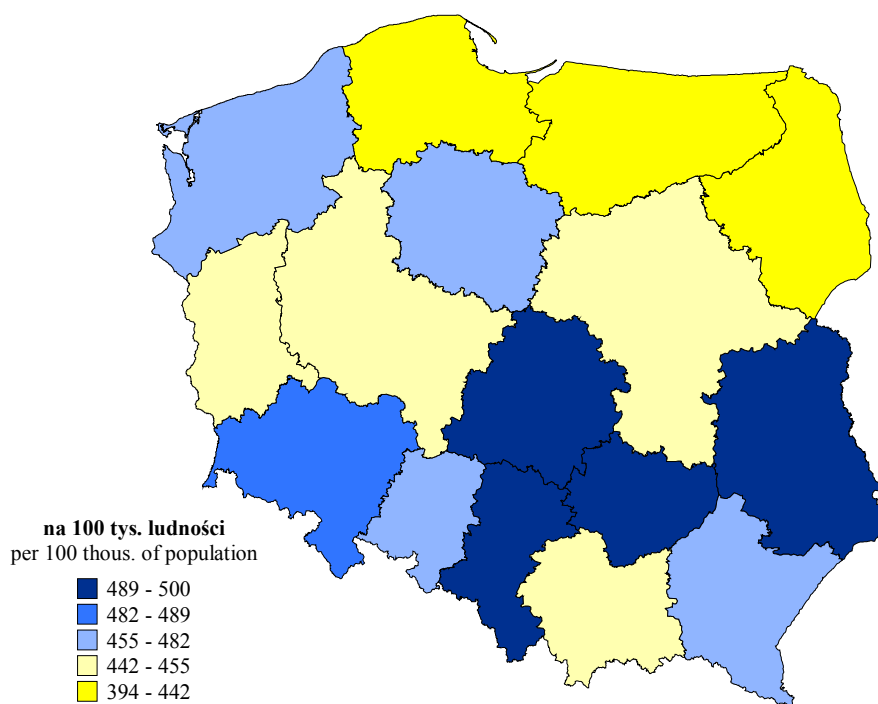 na 100 tys. ludności
per 100 thous. of population
489 - 500
482 - 489
455 - 482
442 - 455
394 - 442